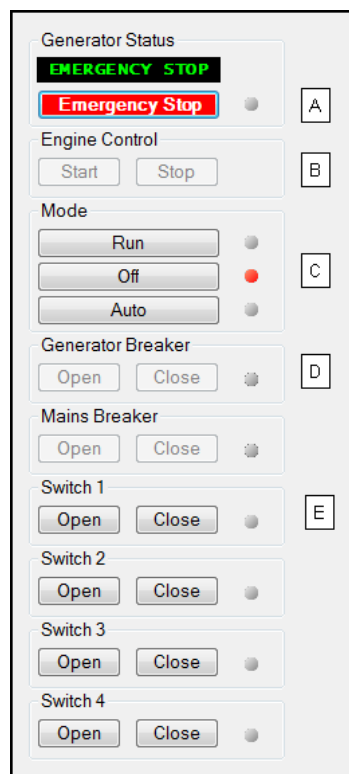 Generator Status
EMERGENCY STOP
Emergency Stop
A
Engine Control
Start Stop
B
Mode
Run
Off
C
Auto
Generator Breaker
Open Close
D
Mains Breaker
Open Close
Switch 1
Open Close
E
Switch 2
Open Close
Switch 3
Open Close
Switch 4
Open Close